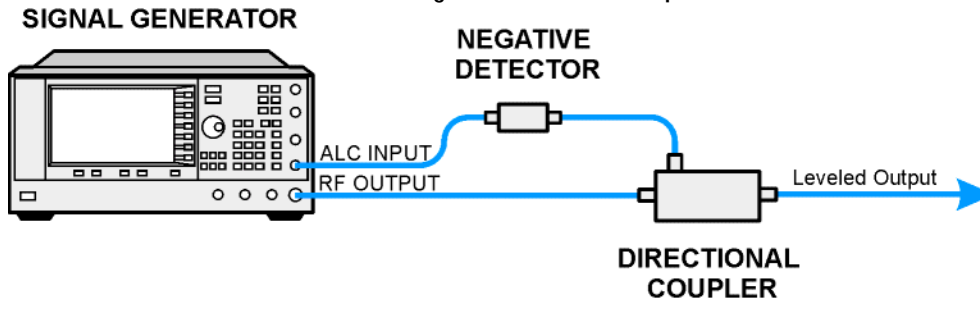 SIGNAL GENERATOR
NEGATIVE
DETECTOR
ALC INPUT
RF OUTPUT
Leveled Output
DIRECTIONAL
COUPLER